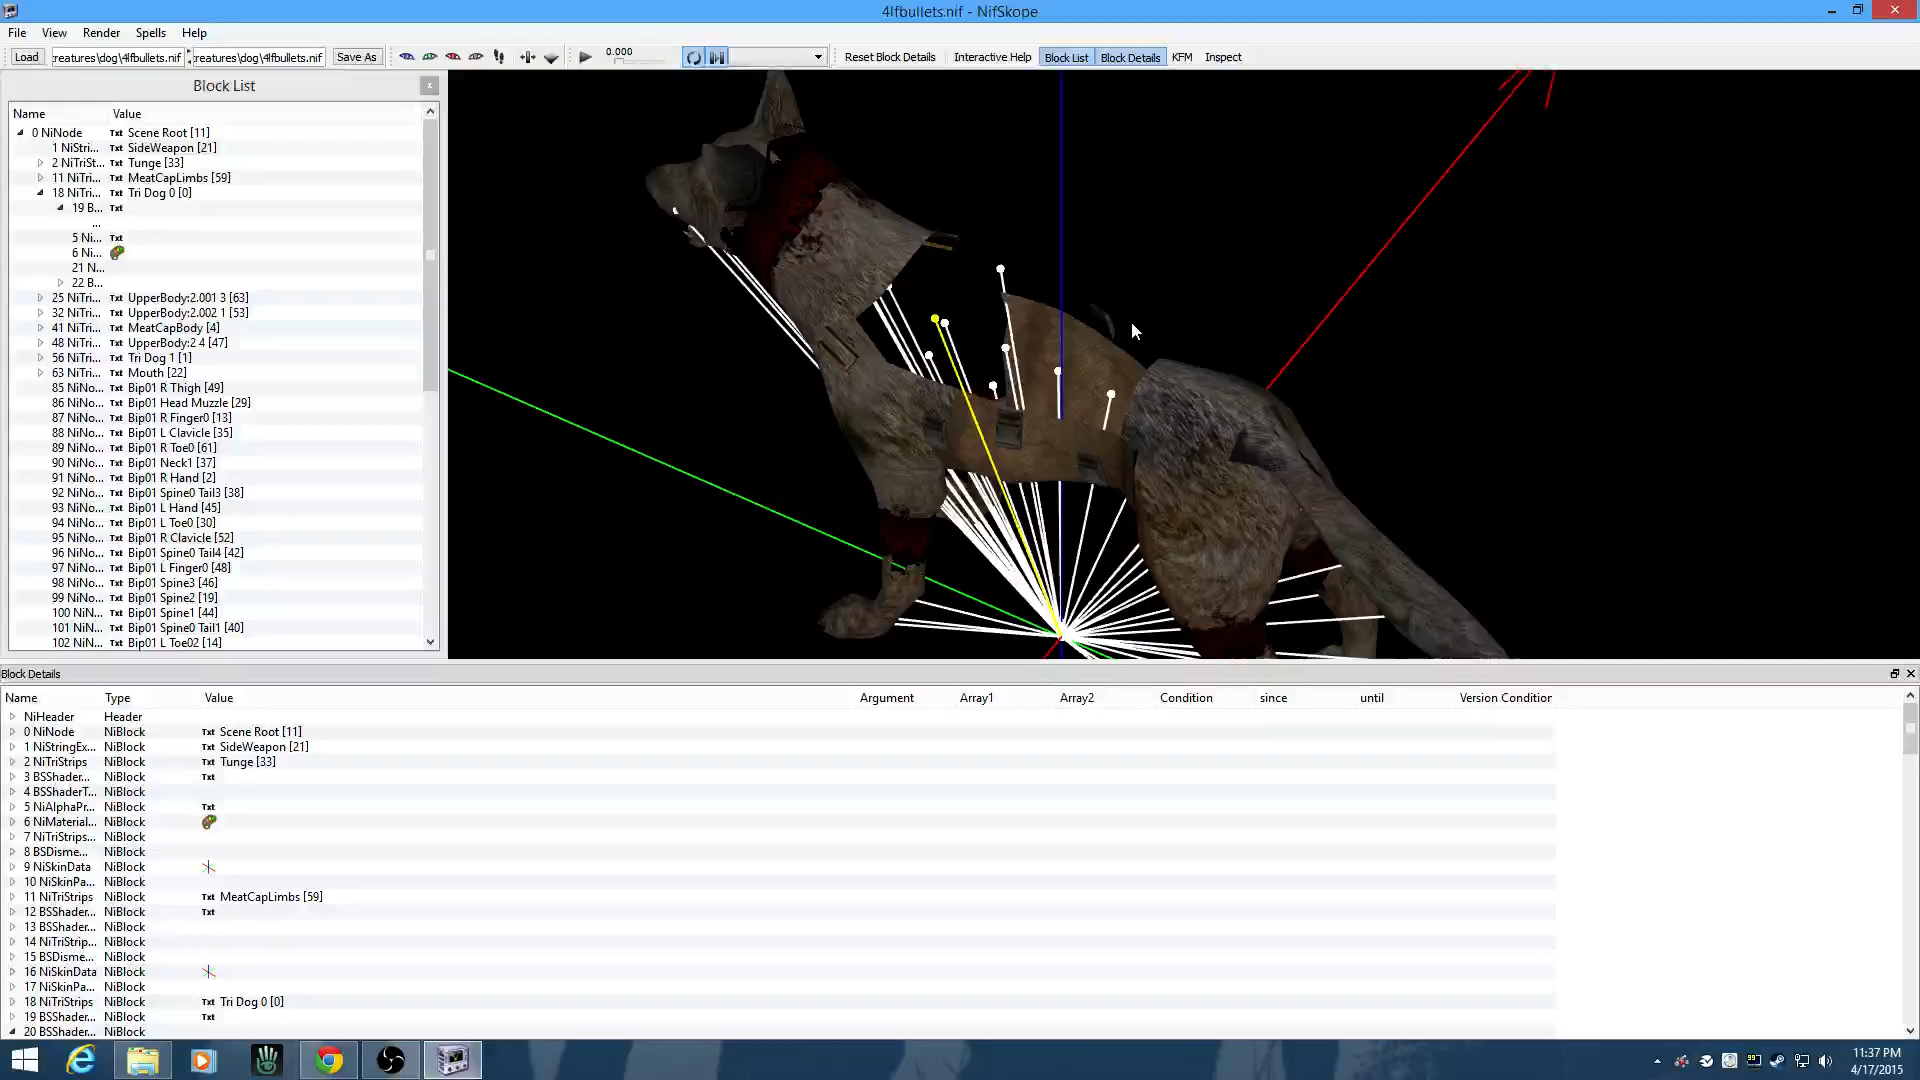 4lfbullets.nif - NifSkope
File View Render Spells Help
Load reatures\dog\4lfbullets.nif reatures\dog\4lfbullets.nif Save As 0.000 Reset Block Details Interactive Help Block List Block Details KFM Inspect
Block List
Name Value
0 NiNode Txt Scene Root [11]
1 NiStri... Txt SideWeapon [21]
2 NiTriSt... Txt Tunge [33]
11 NiTri... Txt MeatCapLimbs [59]
18 NiTri... Txt Tri Dog 0 [0]
19 B... Txt
...
5 Ni... Txt
6 Ni...
21 N...
22 B...
25 NiTri... Txt UpperBody:2.001 3 [63]
32 NiTri... Txt UpperBody:2.002 1 [53]
41 NiTri... Txt MeatCapBody [4]
48 NiTri... Txt UpperBody:2 4 [47]
56 NiTri... Txt Tri Dog 1 [1]
63 NiTri... Txt Mouth [22]
85 NiNo... Txt Bip01 R Thigh [49]
86 NiNo... Txt Bip01 Head Muzzle [29]
87 NiNo... Txt Bip01 R Finger0 [13]
88 NiNo... Txt Bip01 L Clavicle [35]
89 NiNo... Txt Bip01 R Toe0 [61]
90 NiNo... Txt Bip01 Neck1 [37]
91 NiNo... Txt Bip01 R Hand [2]
92 NiNo... Txt Bip01 Spine0 Tail3 [38]
93 NiNo... Txt Bip01 L Hand [45]
94 NiNo... Txt Bip01 L Toe0 [30]
95 NiNo... Txt Bip01 R Clavicle [52]
96 NiNo... Txt Bip01 Spine0 Tail4 [42]
97 NiNo... Txt Bip01 L Finger0 [48]
98 NiNo... Txt Bip01 Spine3 [46]
99 NiNo... Txt Bip01 Spine2 [19]
100 NiN... Txt Bip01 Spine1 [44]
101 NiN... Txt Bip01 Spine0 Tail1 [40]
102 NiN... Txt Bip01 L Toe02 [14]
Block Details
Name Type Value Argument Array1 Array2 Condition since until Version Condition
NiHeader Header
0 NiNode NiBlock Txt Scene Root [11]
1 NiStringEx... NiBlock Txt SideWeapon [21]
2 NiTriStrips NiBlock Txt Tunge [33]
3 BSShader... NiBlock Txt
4 BSShaderT... NiBlock
5 NiAlphaPr... NiBlock Txt
6 NiMaterial... NiBlock
7 NiTriStrips... NiBlock
8 BSDisme... NiBlock
9 NiSkinData NiBlock
10 NiSkinPa... NiBlock
11 NiTriStrips NiBlock Txt MeatCapLimbs [59]
12 BSShader... NiBlock Txt
13 BSShader... NiBlock
14 NiTriStrip... NiBlock
15 BSDisme... NiBlock
16 NiSkinData NiBlock
17 NiSkinPa... NiBlock
18 NiTriStrips NiBlock Txt Tri Dog 0 [0]
19 BSShader... NiBlock Txt
20 BSShader... NiBlock
11:37 PM
4/17/2015